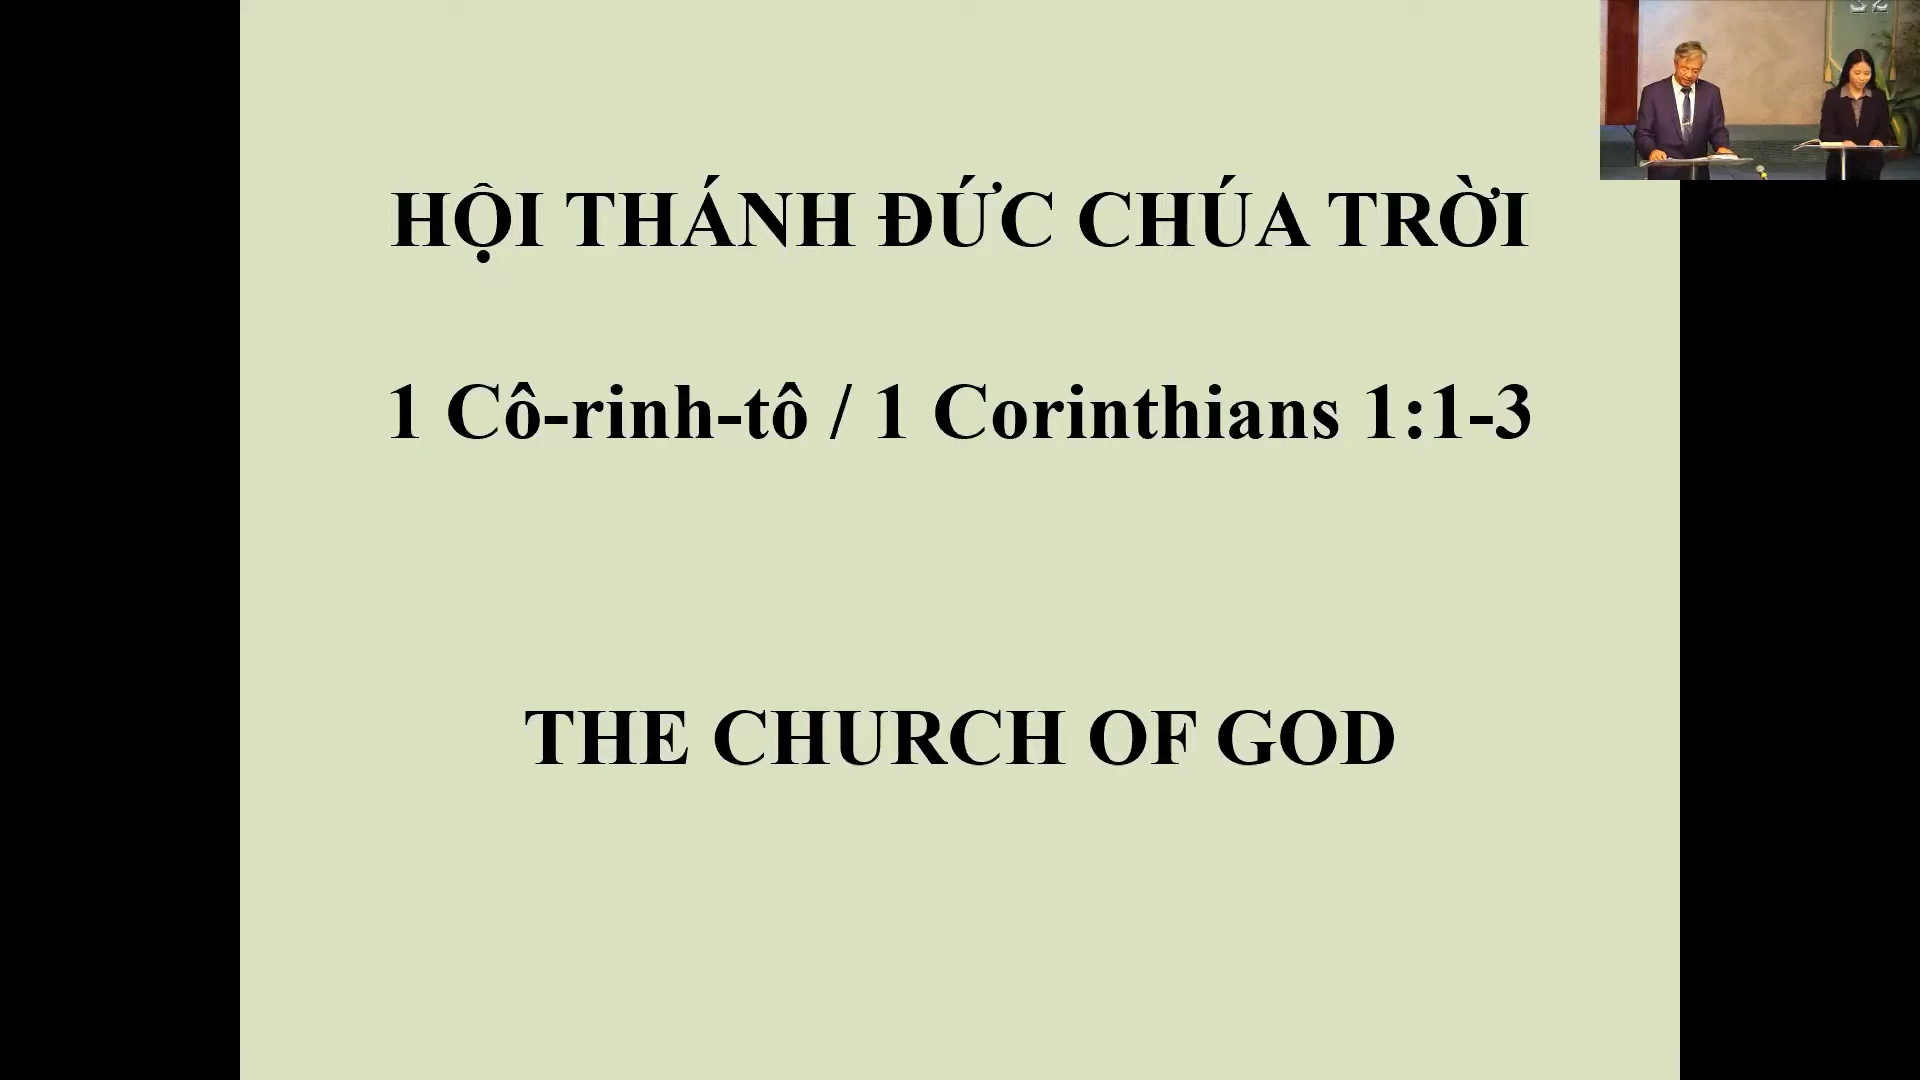 HỘI THÁNH ĐỨC CHÚA TRỜI
1 Cô-rinh-tô / 1 Corinthians 1:1-3
THE CHURCH OF GOD